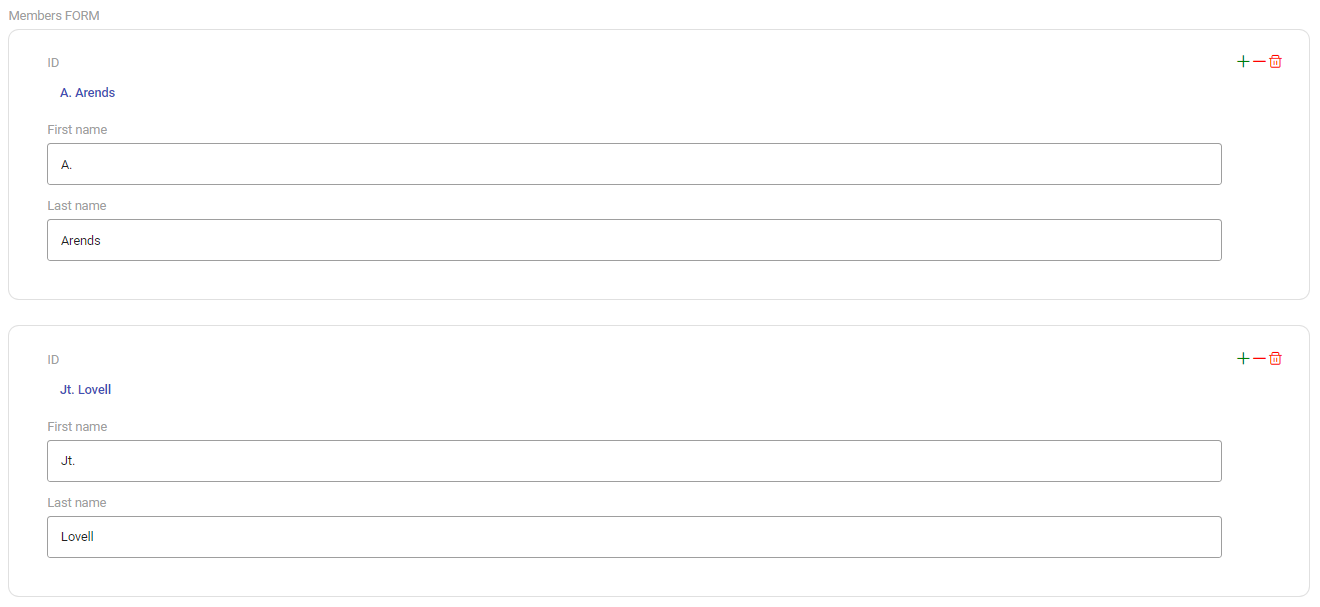 Members FORM
ID
A. Arends
First name
A.
Last name
Arends
ID
Jt. Lovell
First name
Jt.
Last name
Lovell